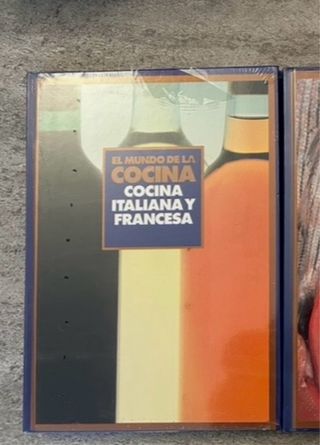 EL MUNDO DE LA
COCINA
COCINA
ITALIANA Y
FRANCESA